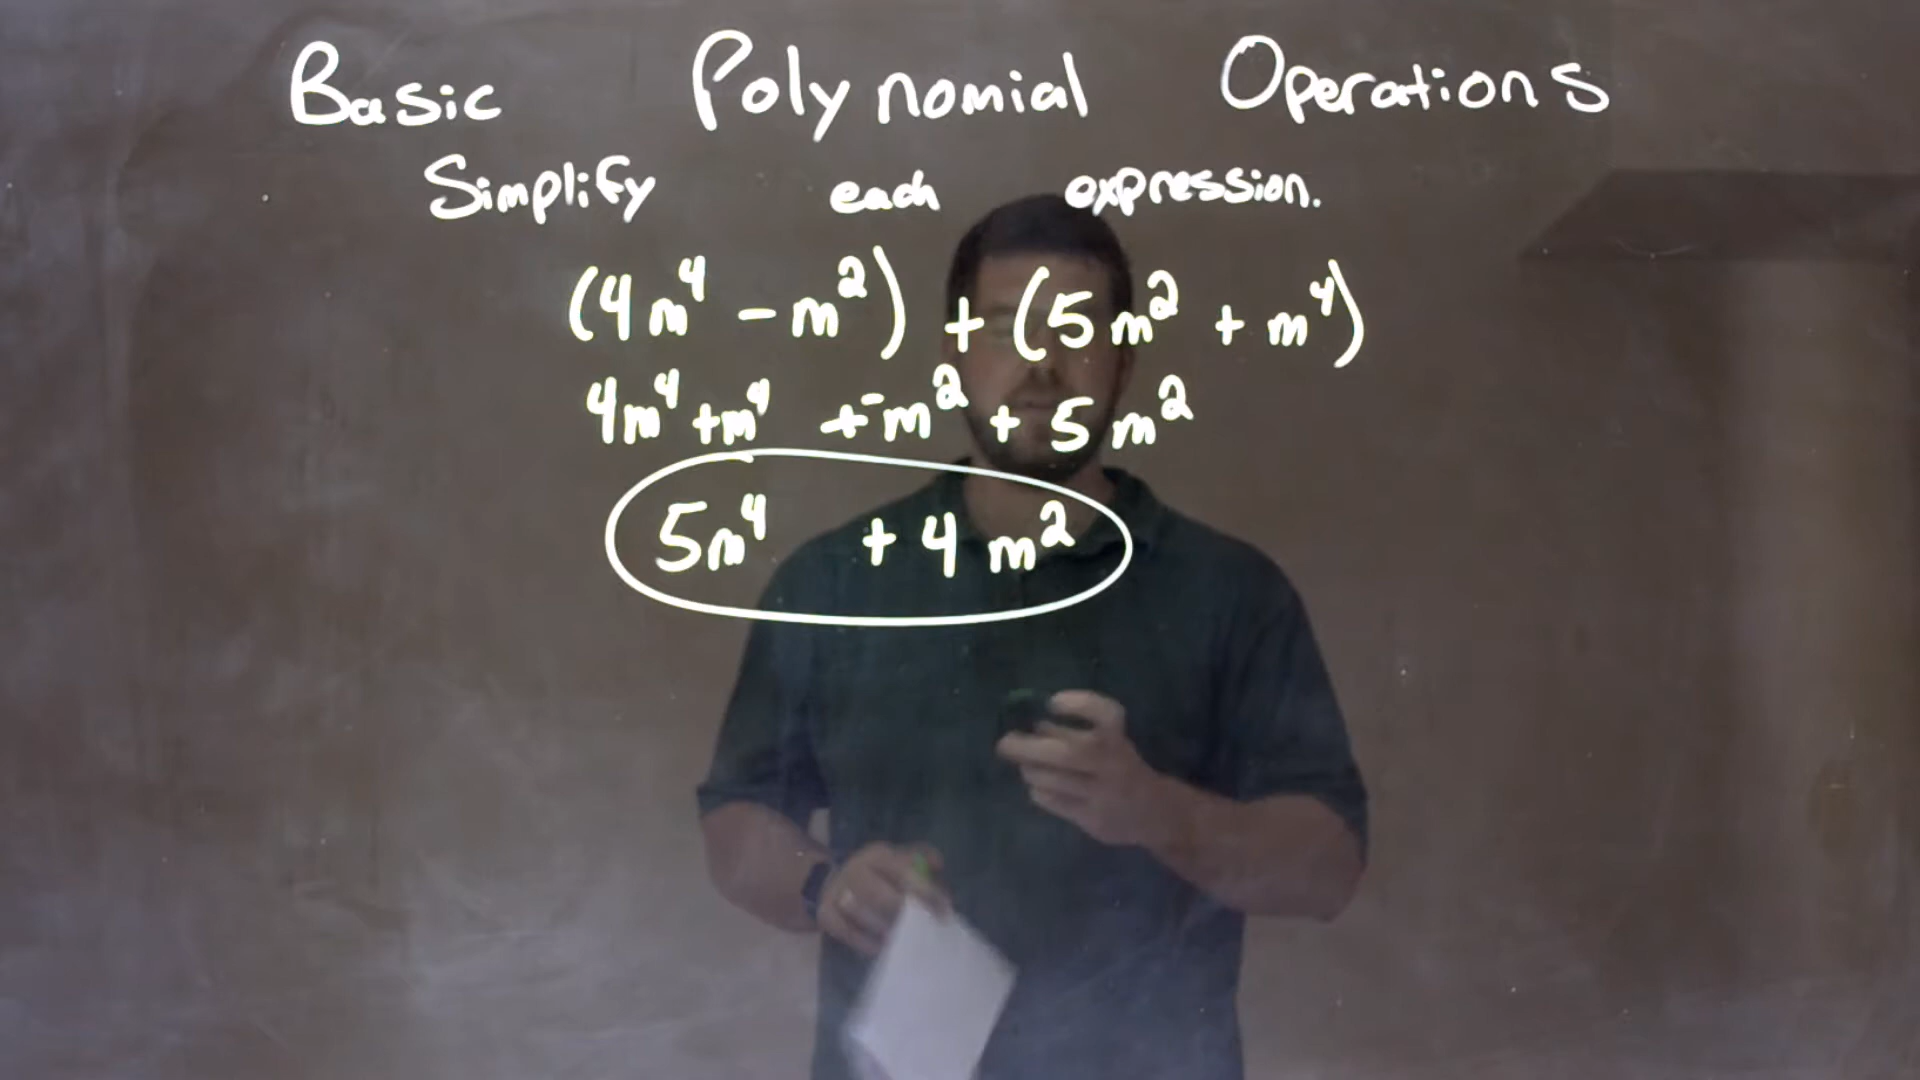 Basic Polynomial Operations
Simplify each expression.
(4m⁴ - m²) + (5m² + m⁴)
4m⁴ + m⁴ + ⁻m² + 5m²
5m⁴ + 4m²